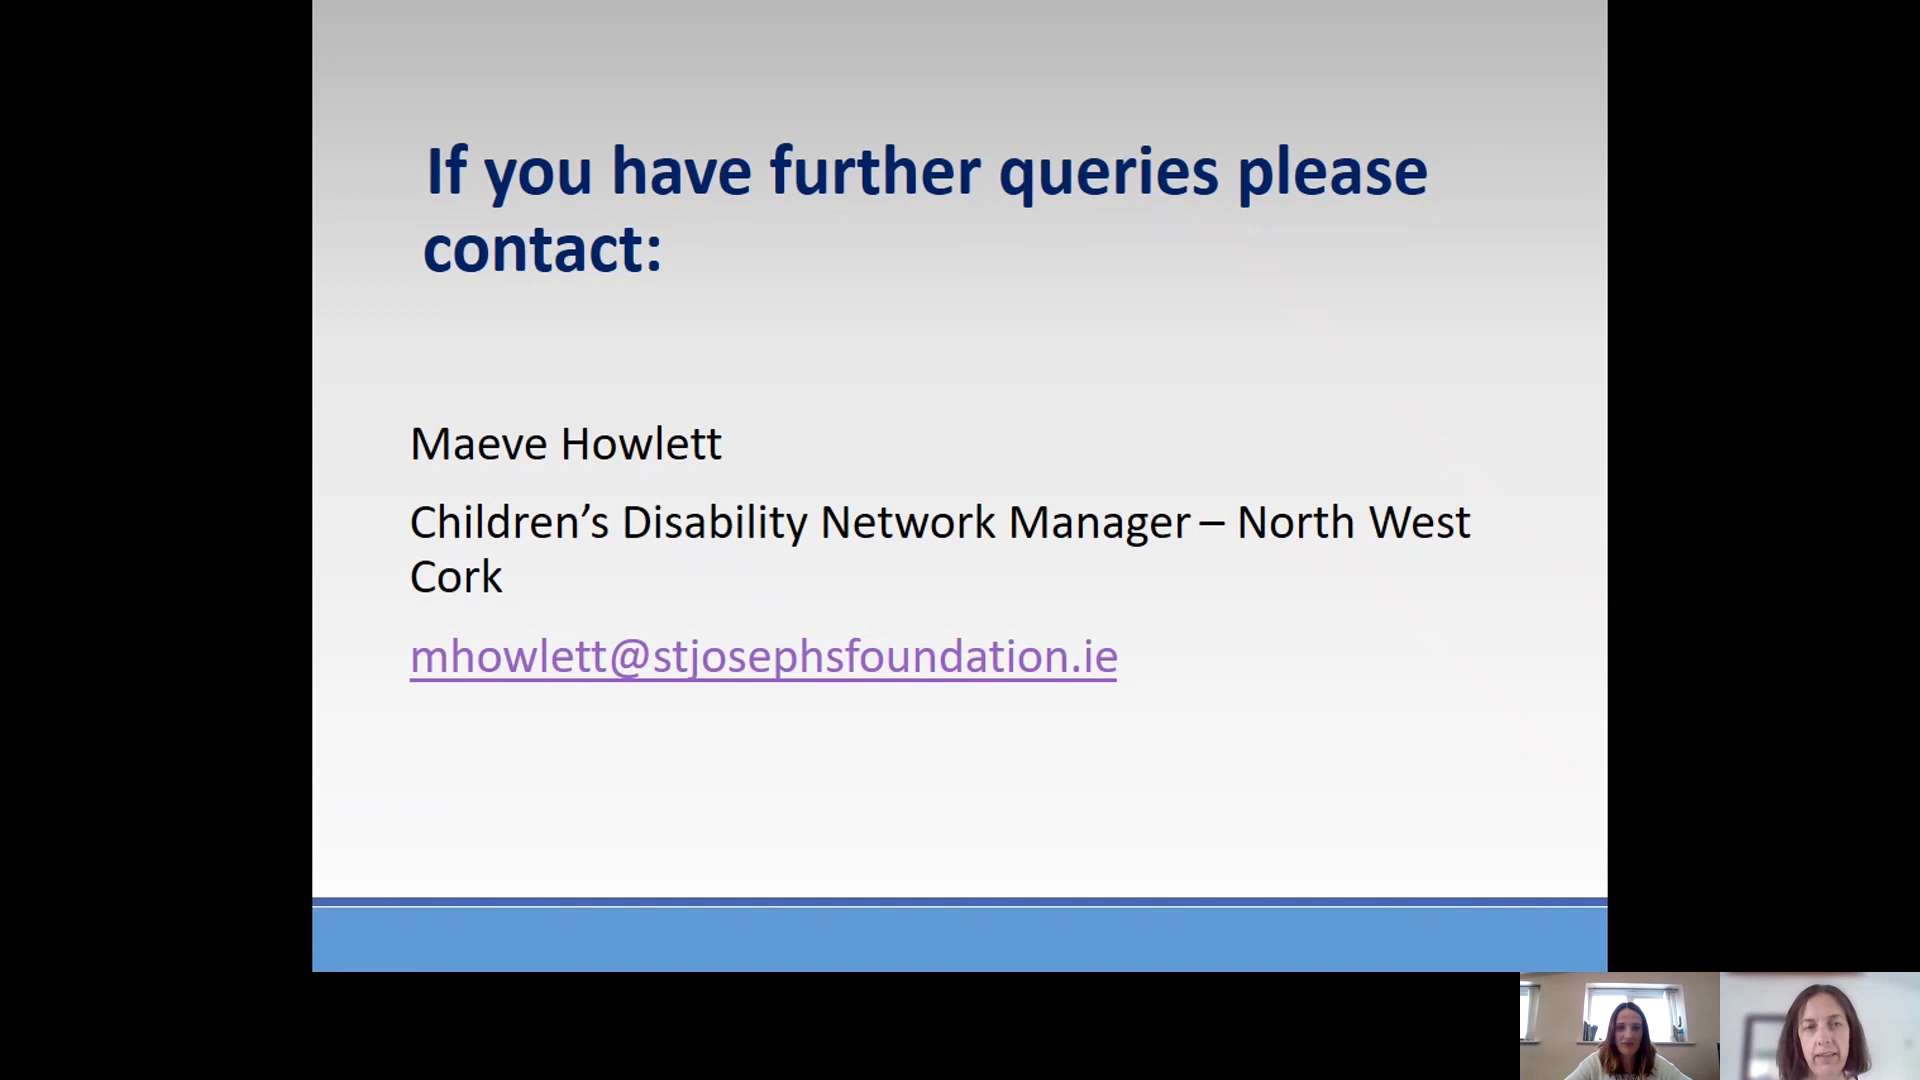 If you have further queries please
contact:
Maeve Howlett
Children’s Disability Network Manager – North West
Cork
mhowlett@stjosephsfoundation.ie